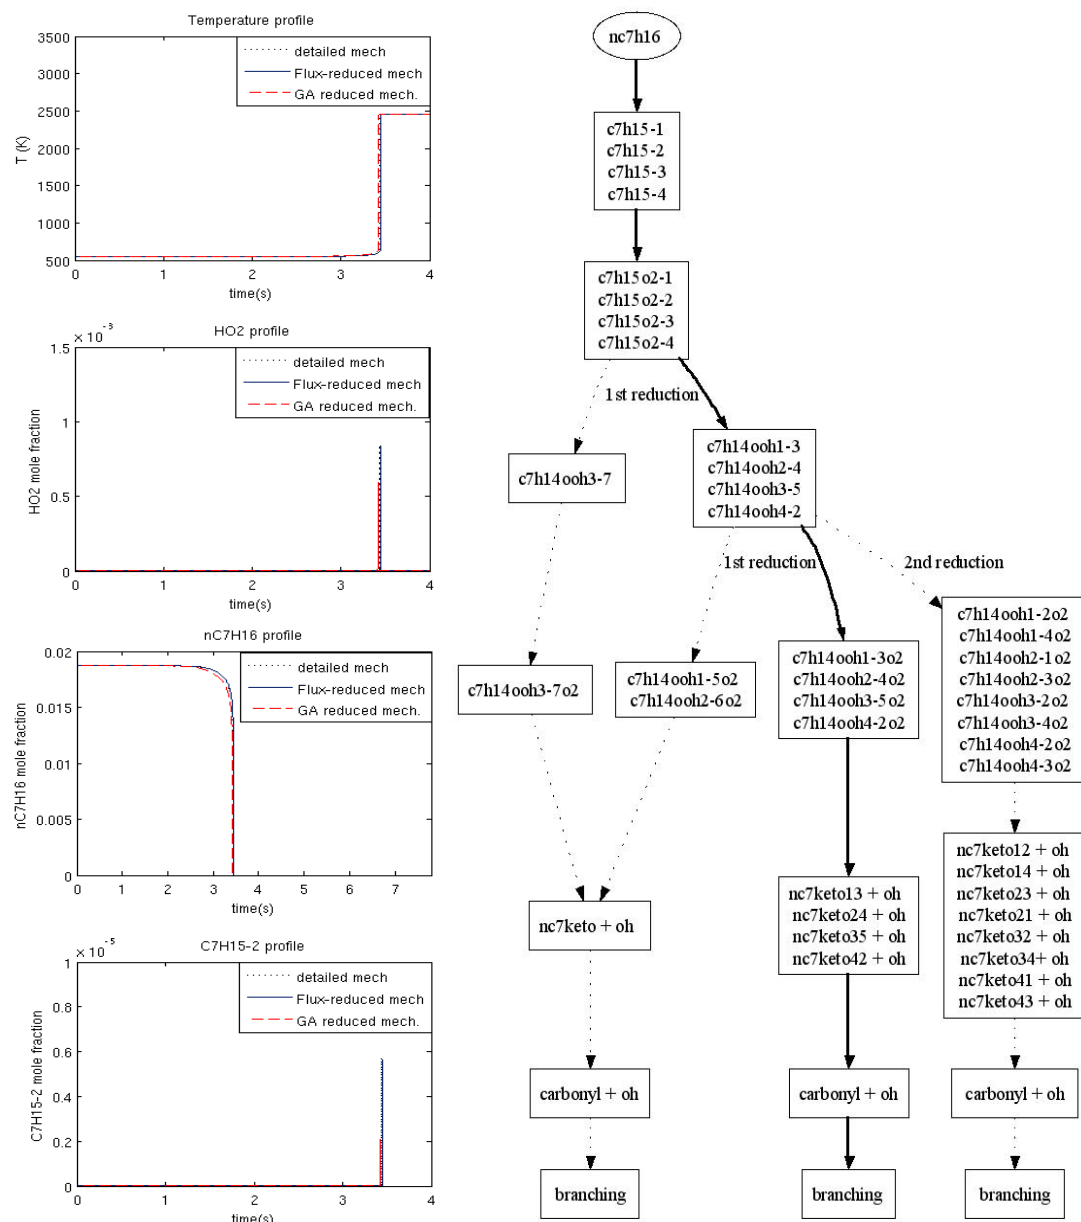 Temperature profile
3500
3000
2500
2000
1500
1000
500
T (K)
detailed mech
Flux-reduced mech
GA reduced mech.
0
1
2
3
4
time(s)
× 10⁻³
HO2 profile
1.5
1
0.5
0
HO2 mole fraction
detailed mech
Flux-reduced mech
GA reduced mech.
0
1
2
3
4
time(s)
nC7H16 profile
0.02
0.015
0.01
0.005
0
nC7H16 mole fraction
detailed mech
Flux-reduced mech
GA reduced mech.
0
1
2
3
4
5
6
7
time(s)
× 10⁻⁵
C7H15-2 profile
1
0.8
0.6
0.4
0.2
0
C7H15-2 mole fraction
detailed mech
Flux-reduced mech
GA reduced mech.
0
1
2
3
4
time(s)
nc7h16
c7h15-1
c7h15-2
c7h15-3
c7h15-4
c7h15o2-1
c7h15o2-2
c7h15o2-3
c7h15o2-4
1st reduction
c7h14ooh3-7
c7h14ooh1-3
c7h14ooh2-4
c7h14ooh3-5
c7h14ooh4-2
1st reduction
2nd reduction
c7h14ooh3-7o2
c7h14ooh1-5o2
c7h14ooh2-6o2
c7h14ooh1-3o2
c7h14ooh2-4o2
c7h14ooh3-5o2
c7h14ooh4-2o2
c7h14ooh1-2o2
c7h14ooh1-4o2
c7h14ooh2-1o2
c7h14ooh2-3o2
c7h14ooh3-2o2
c7h14ooh3-4o2
c7h14ooh4-2o2
c7h14ooh4-3o2
nc7keto + oh
nc7keto13 + oh
nc7keto24 + oh
nc7keto35 + oh
nc7keto42 + oh
nc7keto12 + oh
nc7keto14 + oh
nc7keto23 + oh
nc7keto21 + oh
nc7keto32 + oh
nc7keto34+ oh
nc7keto41 + oh
nc7keto43 + oh
carbonyl + oh
carbonyl + oh
carbonyl + oh
branching
branching
branching